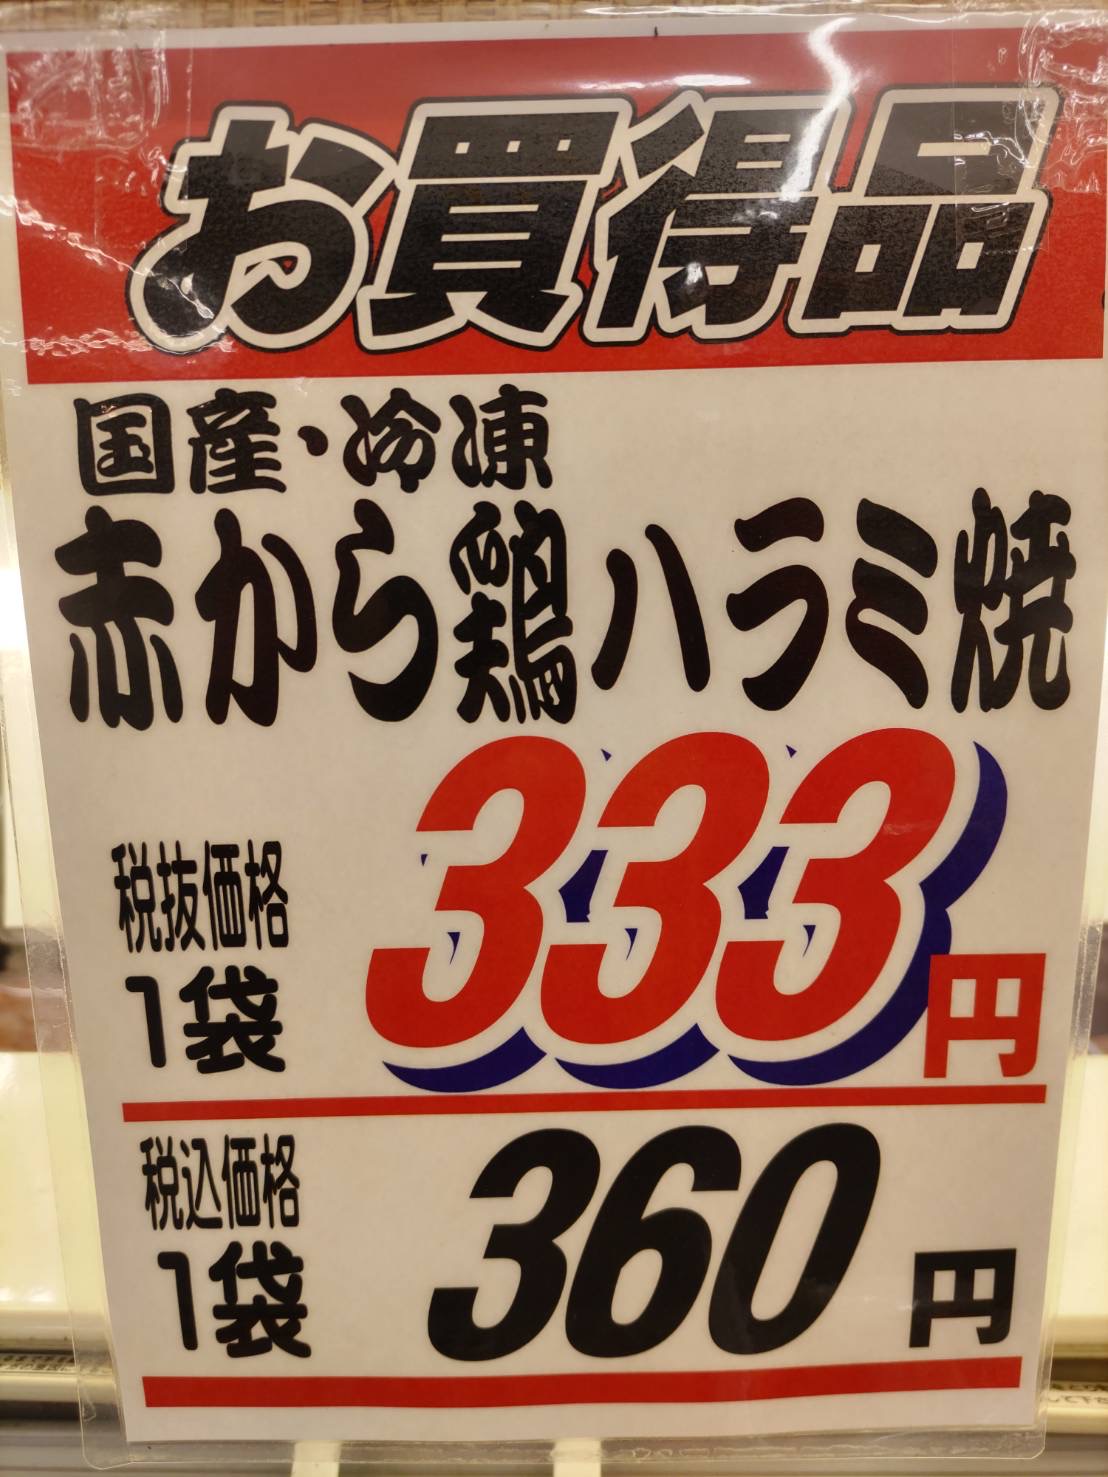 お買得品
国産・冷凍
赤から鶏ハラミ焼
税抜価格
1袋
333円
税込価格
1袋
360円